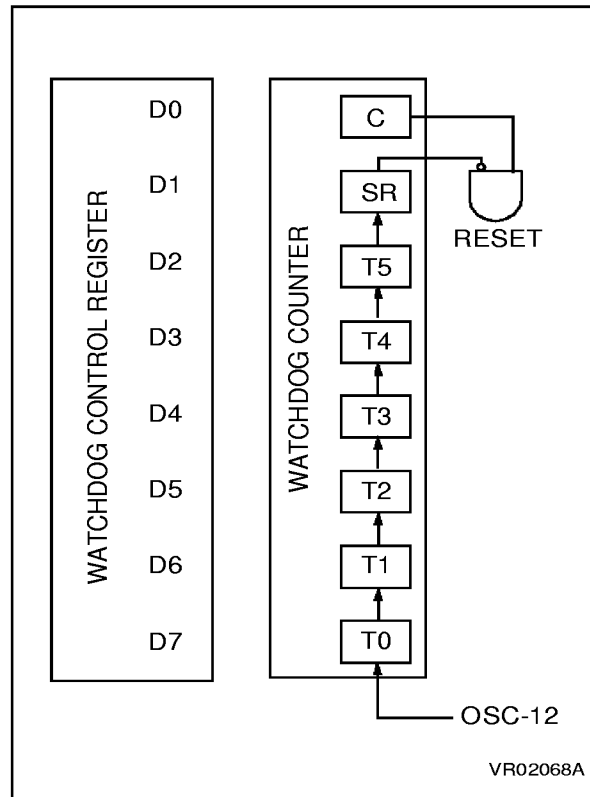 WATCHDOG CONTROL REGISTER
D0
D1
D2
D3
D4
D5
D6
D7
WATCHDOG COUNTER
C
SR
T5
T4
T3
T2
T1
T0
RESET
OSC-12
VR02068A